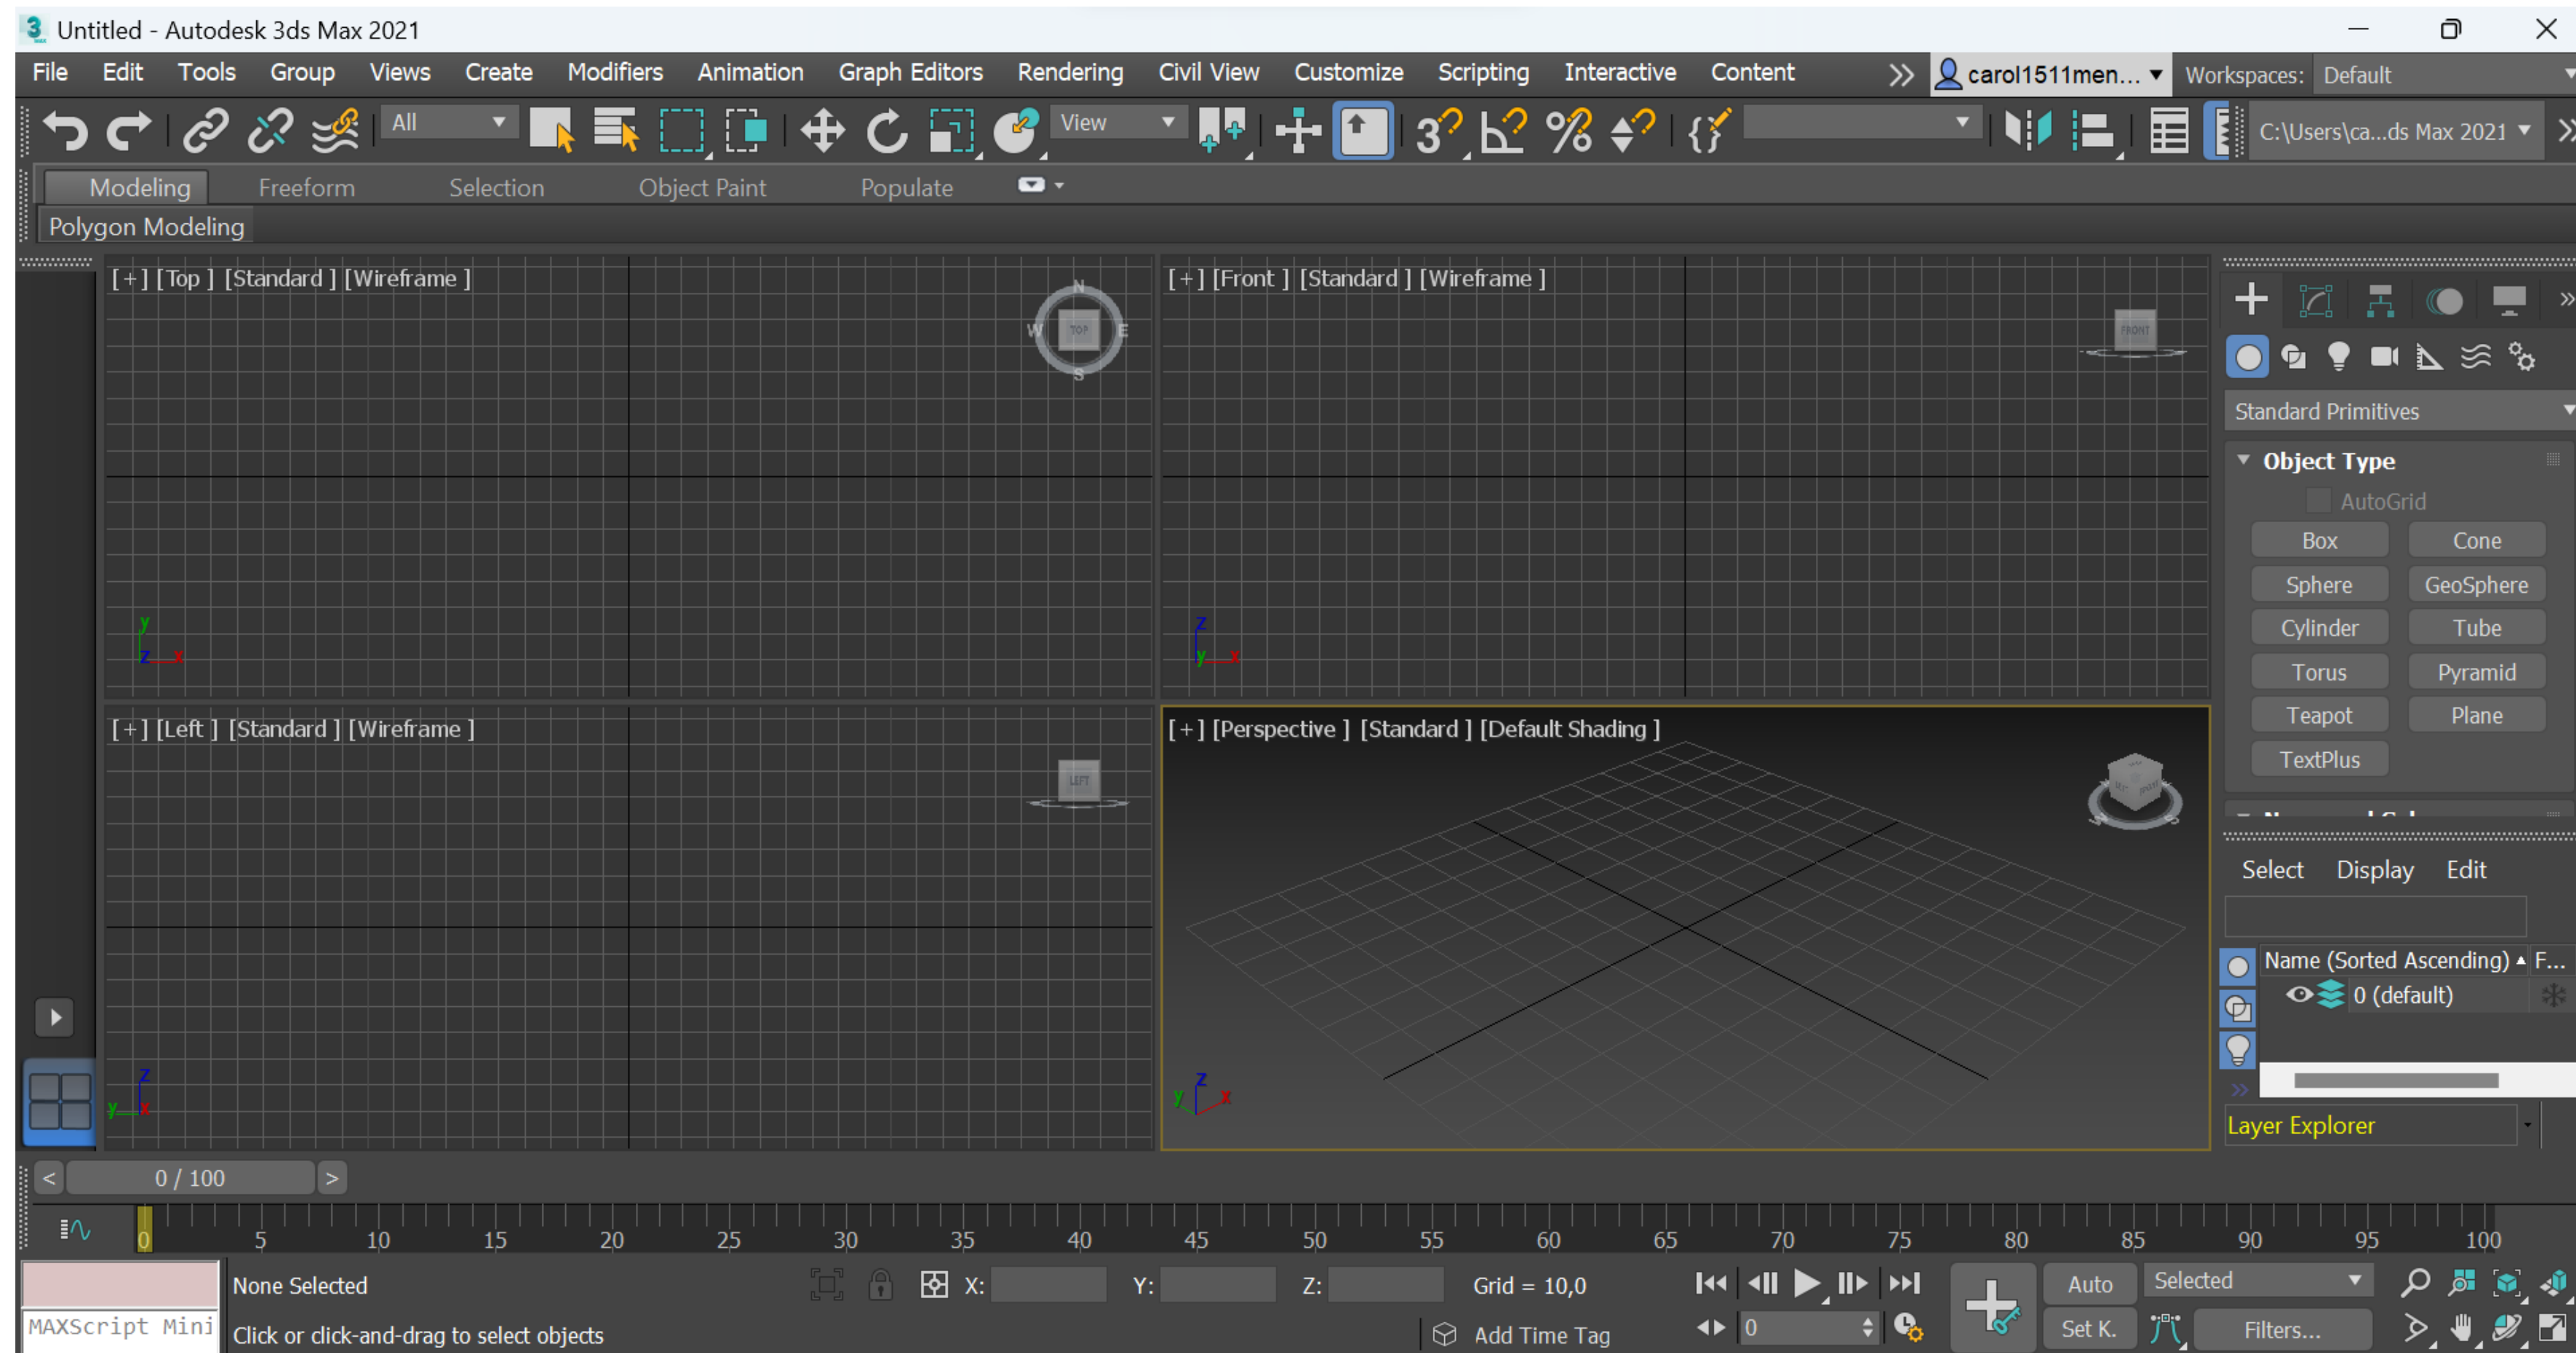 Untitled - Autodesk 3ds Max 2021
File Edit Tools Group Views Create Modifiers Animation Graph Editors Rendering Civil View Customize Scripting Interactive Content carol1511men... Workspaces: Default
All View 3 C:\Users\ca...ds Max 2021
Modeling Freeform Selection Object Paint Populate
Polygon Modeling
[+] [Top ] [Standard ] [Wireframe ]
N
W TOP E
S
y
z x
[+] [Front ] [Standard ] [Wireframe ]
FRONT
z
y x
Standard Primitives
Object Type
AutoGrid
Box Cone
Sphere GeoSphere
Cylinder Tube
Torus Pyramid
Teapot Plane
TextPlus
[+] [Left ] [Standard ] [Wireframe ]
LEFT
z
y x
[+] [Perspective ] [Standard ] [Default Shading ]
z
y x
Select Display Edit
Name (Sorted Ascending) F...
0 (default)
Layer Explorer
< 0 / 100 >
0 5 10 15 20 25 30 35 40 45 50 55 60 65 70 75 80 85 90 95 100
None Selected X: Y: Z: Grid = 10,0 Auto Selected
MAXScript Mini Click or click-and-drag to select objects Add Time Tag 0 Set K. Filters...